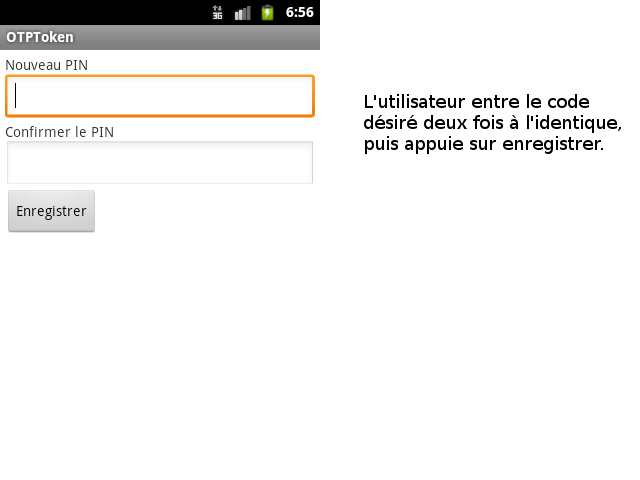 3G 6:56
OTPToken
Nouveau PIN
Confirmer le PIN
Enregistrer
L'utilisateur entre le code
désiré deux fois à l'identique,
puis appuie sur enregistrer.